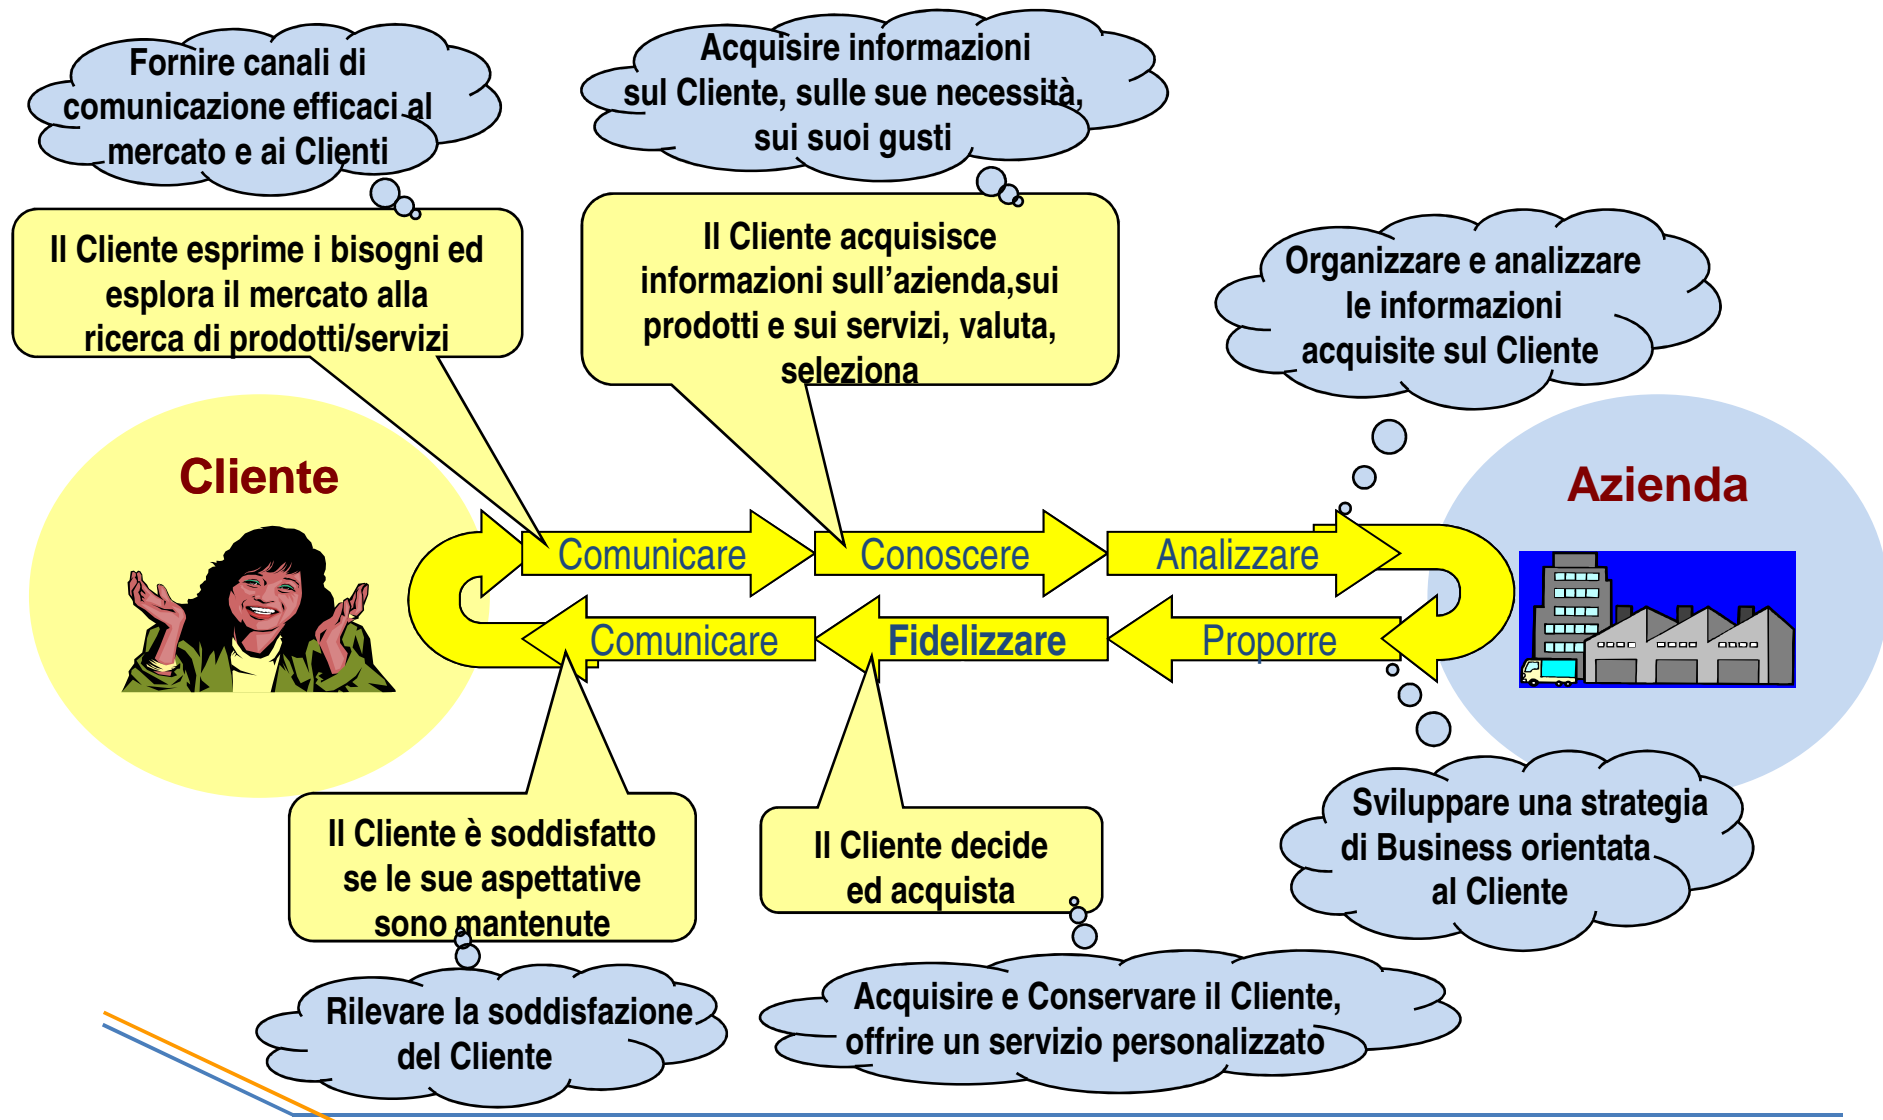 Fornire canali di
comunicazione efficaci al
mercato e ai Clienti
Acquisire informazioni
sul Cliente, sulle sue necessità,
sui suoi gusti
Il Cliente esprime i bisogni ed
esplora il mercato alla
ricerca di prodotti/servizi
Il Cliente acquisisce
informazioni sull’azienda,sui
prodotti e sui servizi, valuta,
seleziona
Organizzare e analizzare
le informazioni
acquisite sul Cliente
Cliente
Azienda
Comunicare
Conoscere
Analizzare
Comunicare
Fidelizzare
Proporre
Il Cliente è soddisfatto
se le sue aspettative
sono mantenute
Il Cliente decide
ed acquista
Sviluppare una strategia
di Business orientata
al Cliente
Rilevare la soddisfazione
del Cliente
Acquisire e Conservare il Cliente,
offrire un servizio personalizzato